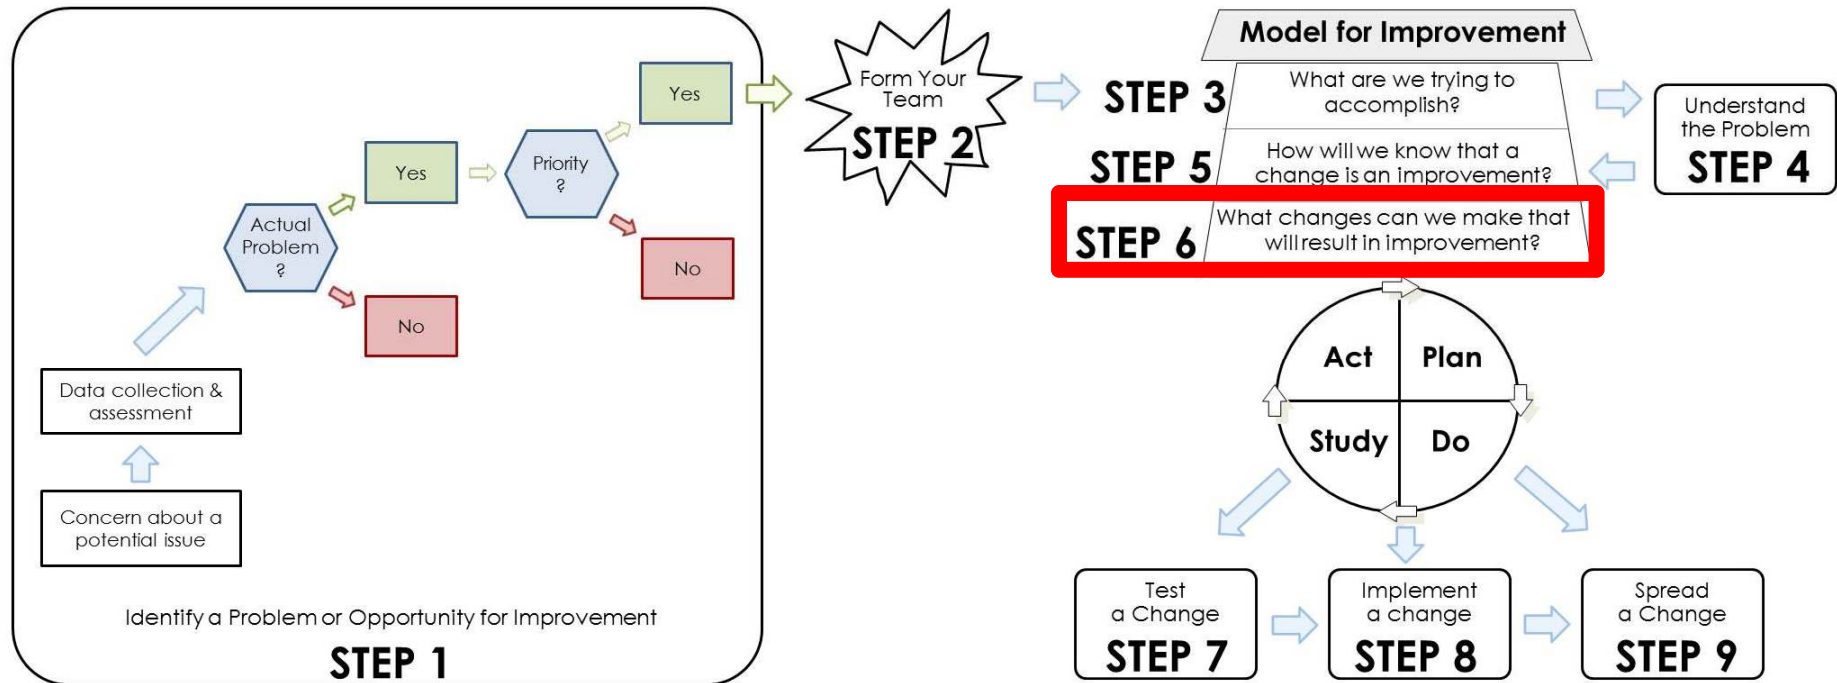 Concern about a
potential issue
Data collection &
assessment
Actual
Problem
?
Yes
No
Priority
?
Yes
No
Identify a Problem or Opportunity for Improvement
STEP 1
Form Your
Team
STEP 2
Model for Improvement
STEP 3
What are we trying to
accomplish?
Understand
the Problem
STEP 4
STEP 5
How will we know that a
change is an improvement?
STEP 6
What changes can we make that
will result in improvement?
Act
Plan
Study
Do
Test
a Change
STEP 7
Implement
a change
STEP 8
Spread
a Change
STEP 9